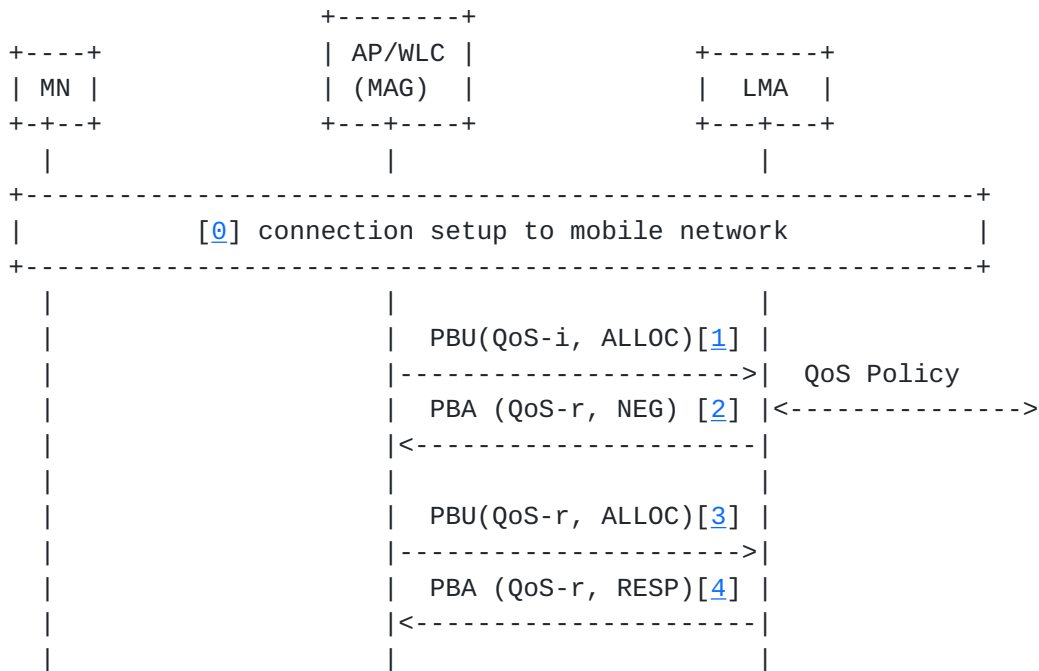 +--------+
+----+ | AP/WLC | +-------+
| MN | | (MAG) | | LMA |
+-+--+ +---+----+ +---+---+
| | |
+-------------------------------------------------------------+
| [0] connection setup to mobile network |
+-------------------------------------------------------------+
| | |
| | PBU(QoS-i, ALLOC)[1] |
| |---------------------->| QoS Policy
| | PBA (QoS-r, NEG) [2] |<--------------->
| |<----------------------|
| | |
| | PBU(QoS-r, ALLOC)[3] |
| |---------------------->|
| | PBA (QoS-r, RESP)[4] |
| |<----------------------|
| | |